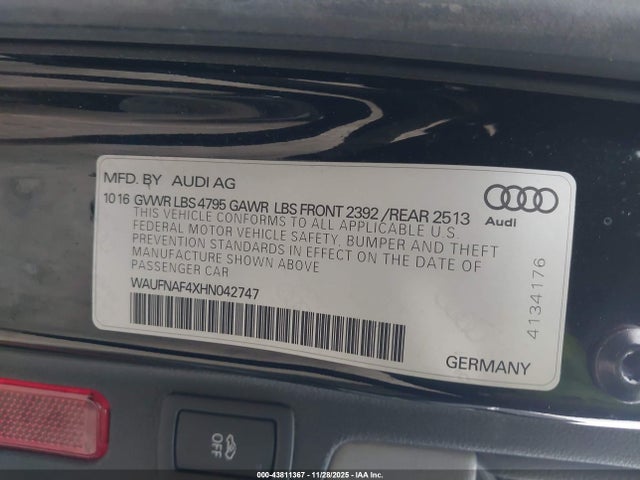 MFD. BY AUDI AG
10 16 GVWR LBS 4795 GAWR LBS FRONT 2392 /REAR 2513
THIS VEHICLE CONFORMS TO ALL APPLICABLE U.S.
FEDERAL MOTOR VEHICLE SAFETY, BUMPER AND THEFT
PREVENTION STANDARDS IN EFFECT ON THE DATE OF
MANUFACTURE SHOWN ABOVE
PASSENGER CAR
WAUFNAF4XHN042747
Audi
4134176
GERMANY
OFF
000-43811367 - 11/28/2025 - IAA Inc.